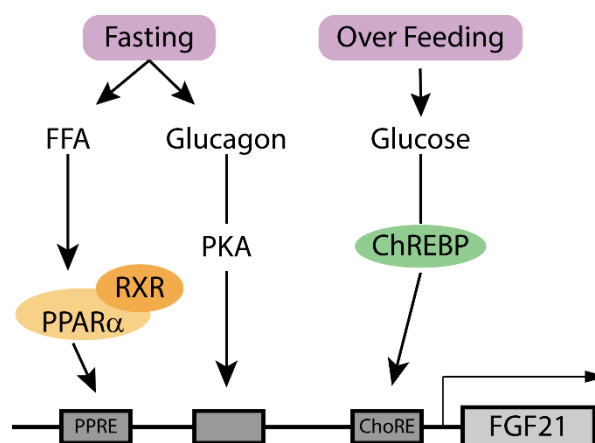 Fasting
Over Feeding
FFA
Glucagon
Glucose
PKA
ChREBP
RXR
PPARα
PPRE
ChoRE
FGF21